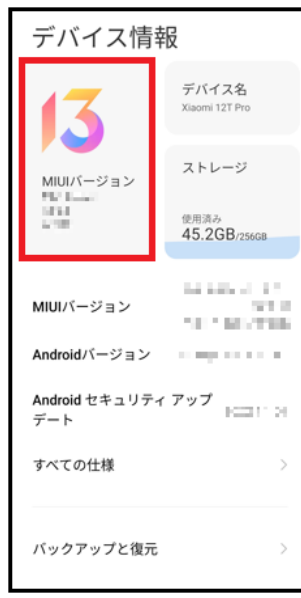 デバイス情報
13
MIUIバージョン
デバイス名
Xiaomi 12T Pro
ストレージ
使用済み
45.2GB/256GB
MIUIバージョン
Androidバージョン
Android セキュリティ アップ
デート
すべての仕様
バックアップと復元